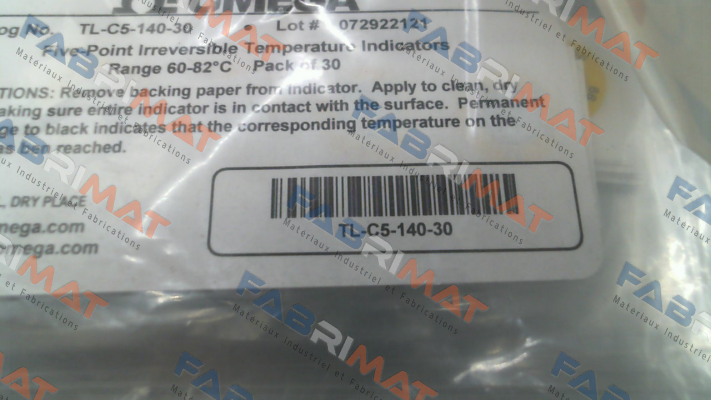 OMEGA
og No. TL-C5-140-30 • Lot # 072922121
Five-Point Irreversible Temperature Indicators
Range 60-82°C Pack of 30
TIONS: Remove backing paper from indicator. Apply to clean, dry
aking sure entire indicator is in contact with the surface. Permanent
ge to black indicates that the corresponding temperature on the
as ben reached.
L, DRY PLACE
mega.com
omega.com
TL-C5-140-30
FABRIMAT
Materiaux Industriel et Fabrications